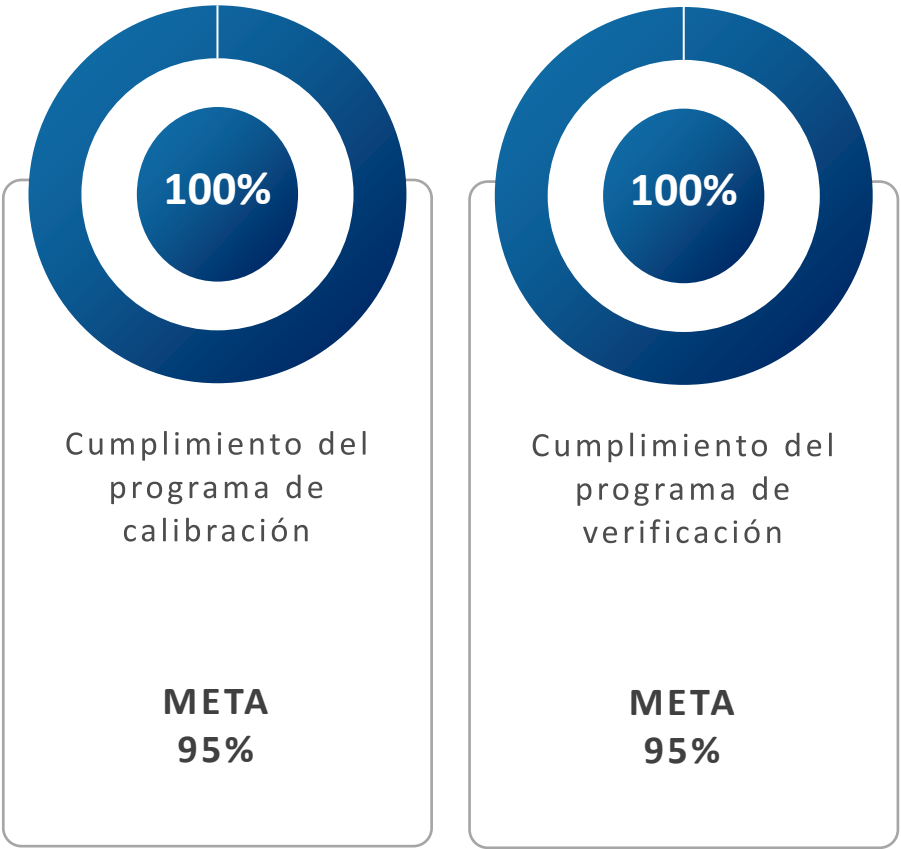 100%
Cumplimiento del
programa de
calibración
META
95%
100%
Cumplimiento del
programa de
verificación
META
95%